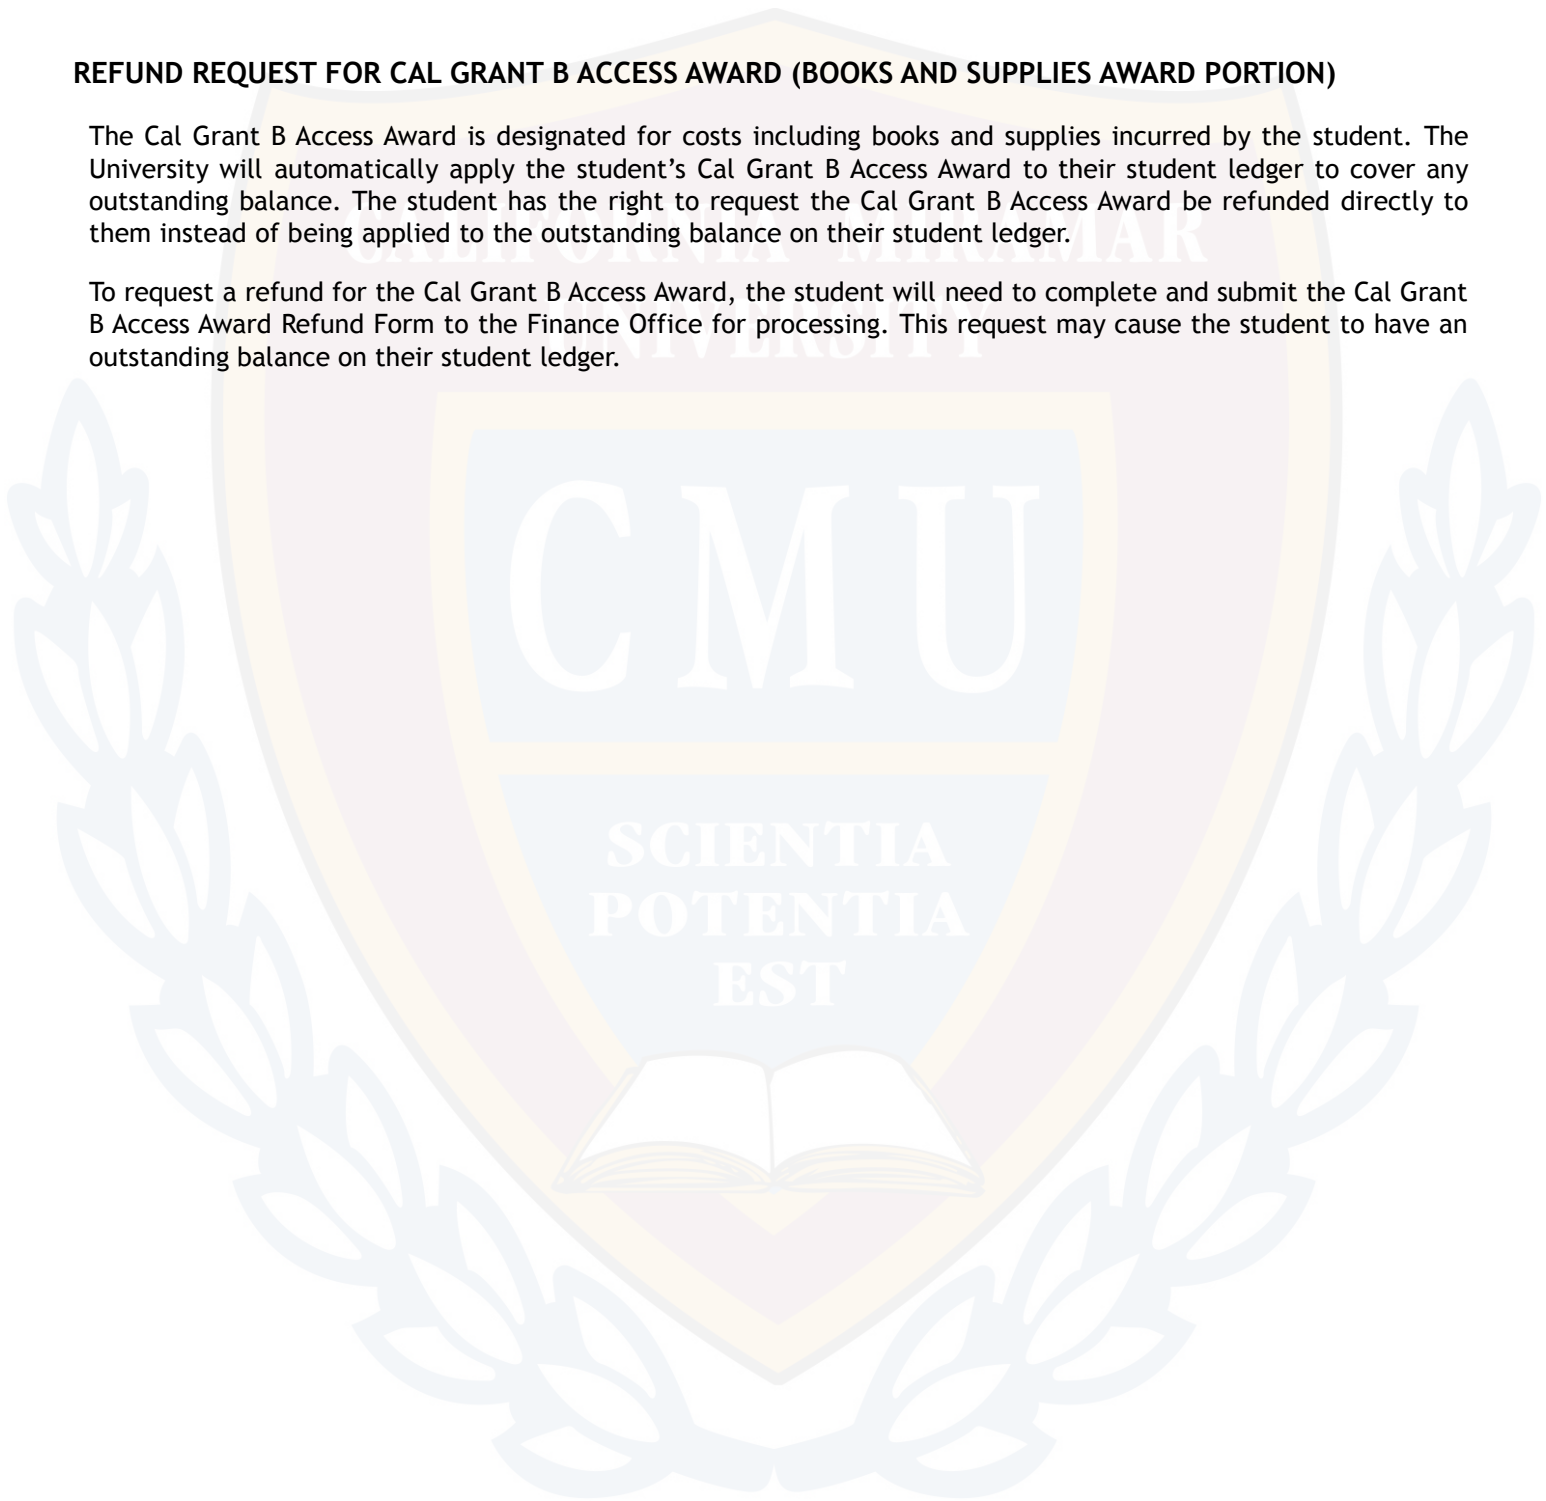 REFUND REQUEST FOR CAL GRANT B ACCESS AWARD (BOOKS AND SUPPLIES AWARD PORTION)
The Cal Grant B Access Award is designated for costs including books and supplies incurred by the student. The
University will automatically apply the student’s Cal Grant B Access Award to their student ledger to cover any
outstanding balance. The student has the right to request the Cal Grant B Access Award be refunded directly to
them instead of being applied to the outstanding balance on their student ledger.
To request a refund for the Cal Grant B Access Award, the student will need to complete and submit the Cal Grant
B Access Award Refund Form to the Finance Office for processing. This request may cause the student to have an
outstanding balance on their student ledger.
CALIFORNIA MIRAMAR
UNIVERSITY
CMU
SCIENTIA
POTENTIA
EST